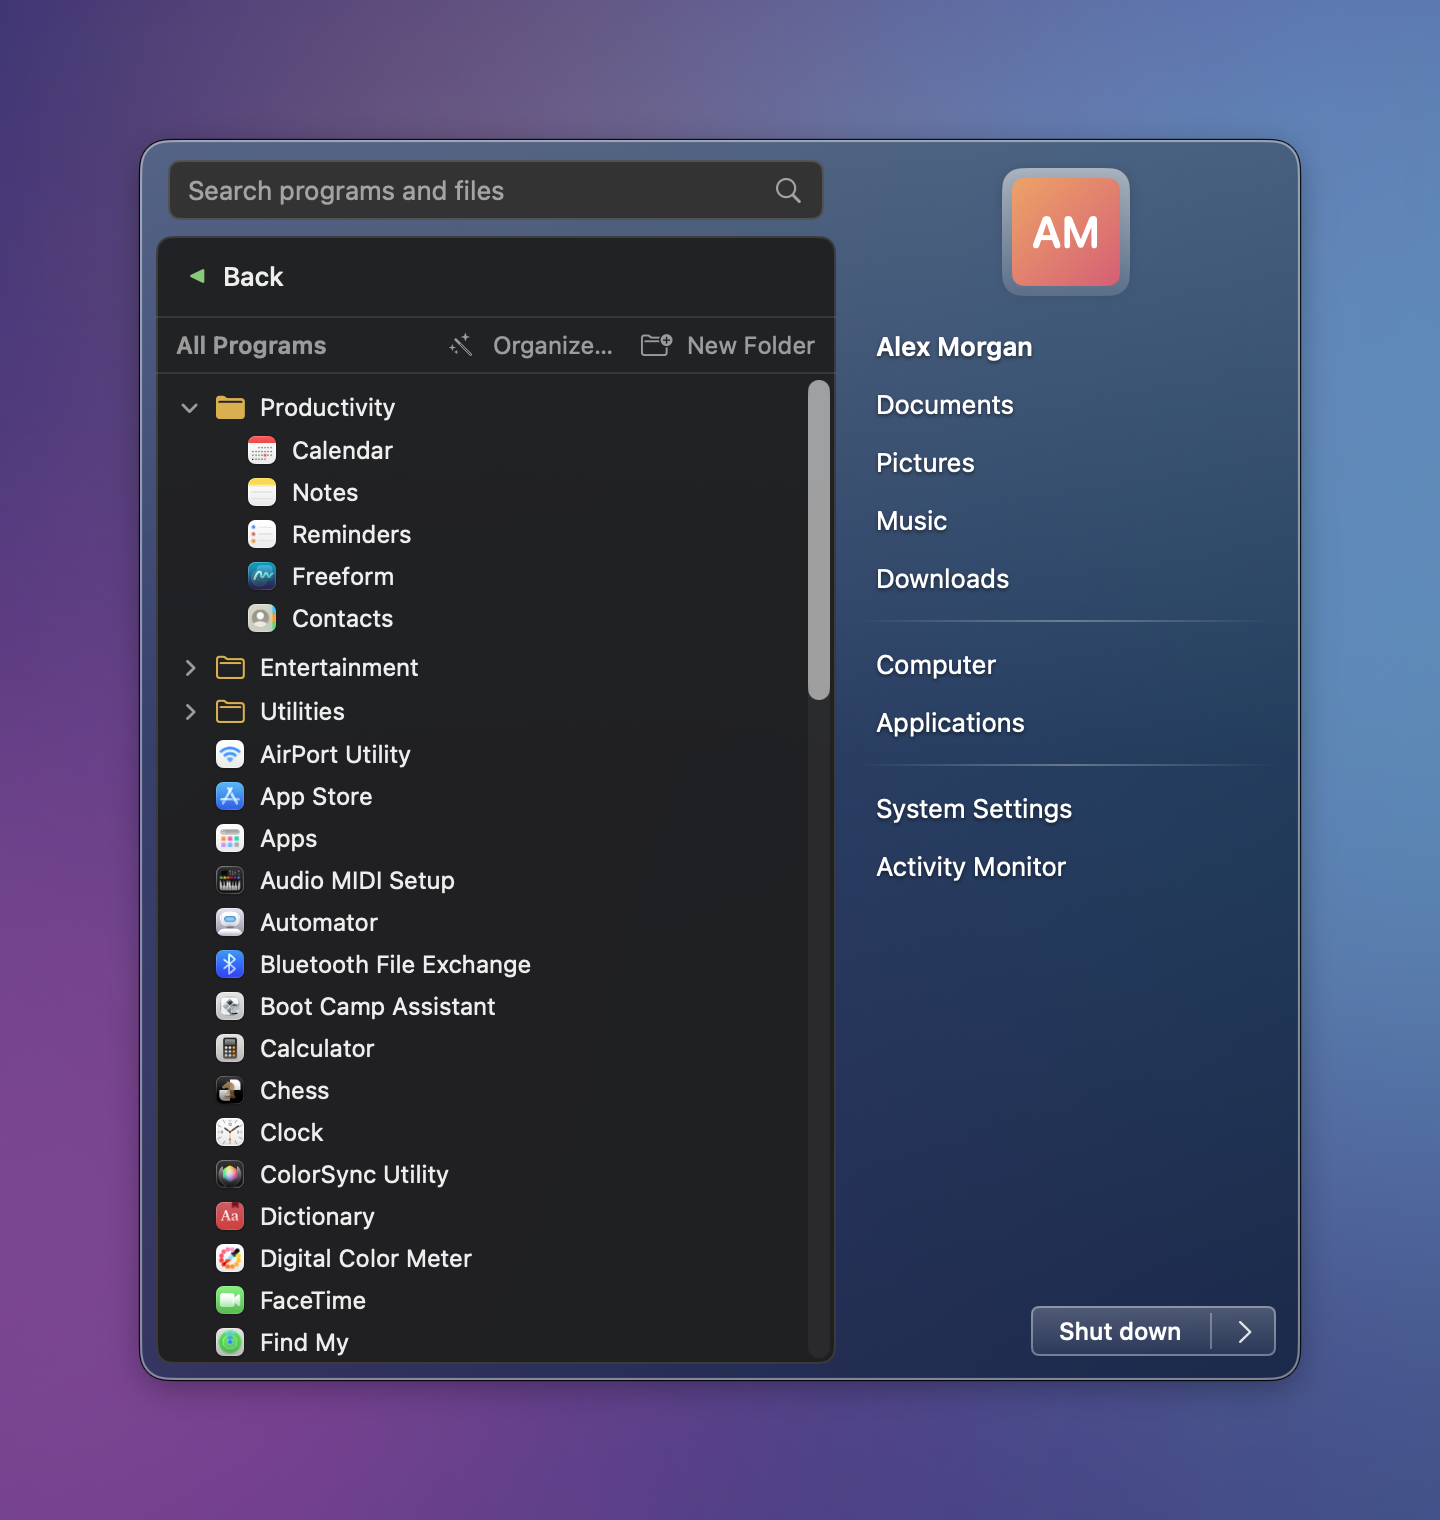 Search programs and files
Back
All Programs Organize... New Folder
Productivity
Calendar
Notes
Reminders
Freeform
Contacts
Entertainment
Utilities
AirPort Utility
App Store
Apps
Audio MIDI Setup
Automator
Bluetooth File Exchange
Boot Camp Assistant
Calculator
Chess
Clock
ColorSync Utility
Aa Dictionary
Digital Color Meter
FaceTime
Find My
AM
Alex Morgan
Documents
Pictures
Music
Downloads
Computer
Applications
System Settings
Activity Monitor
Shut down